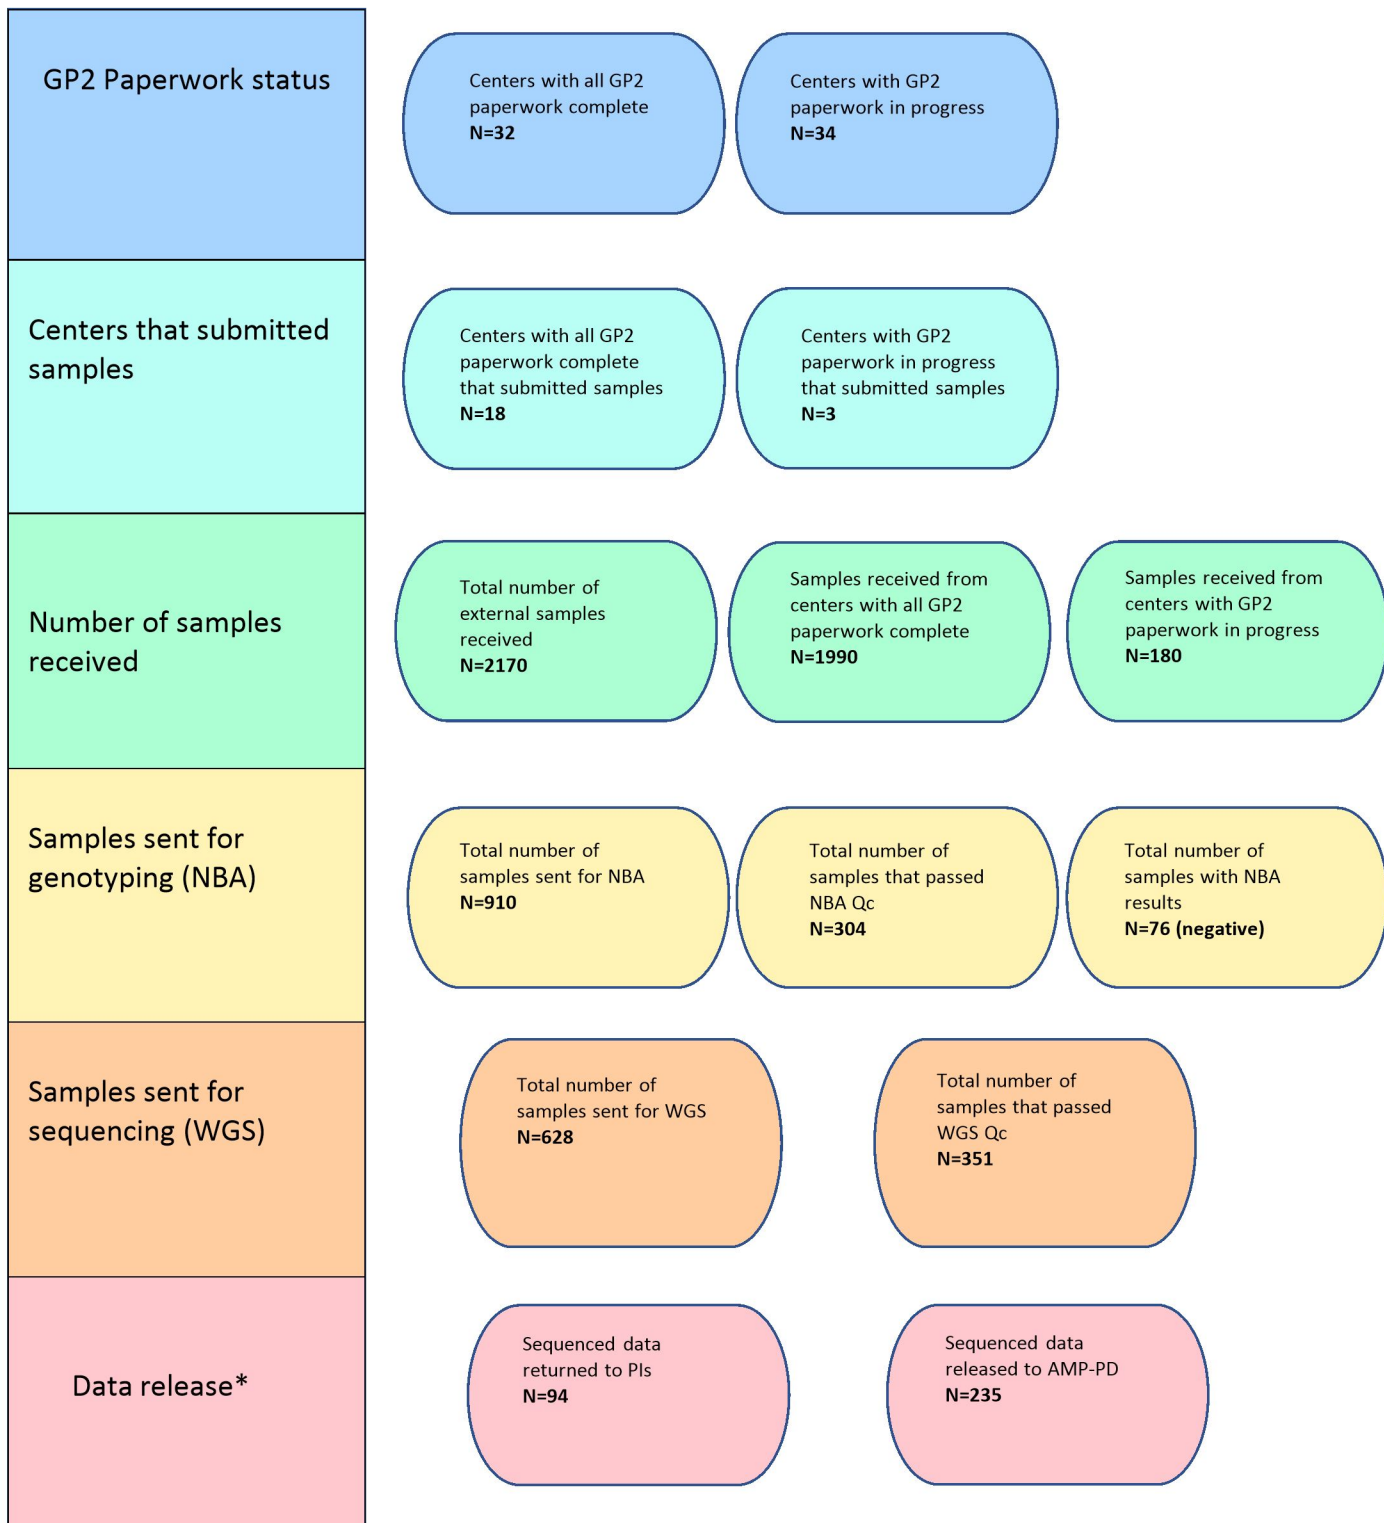 GP2 Paperwork status
Centers with all GP2
paperwork complete
N=32
Centers with GP2
paperwork in progress
N=34
Centers that submitted
samples
Centers with all GP2
paperwork complete
that submitted samples
N=18
Centers with GP2
paperwork in progress
that submitted samples
N=3
Number of samples
received
Total number of
external samples
received
N=2170
Samples received from
centers with all GP2
paperwork complete
N=1990
Samples received from
centers with GP2
paperwork in progress
N=180
Samples sent for
genotyping (NBA)
Total number of
samples sent for NBA
N=910
Total number of
samples that passed
NBA Qc
N=304
Total number of
samples with NBA
results
N=76 (negative)
Samples sent for
sequencing (WGS)
Total number of
samples sent for WGS
N=628
Total number of
samples that passed
WGS Qc
N=351
Data release*
Sequenced data
returned to PIs
N=94
Sequenced data
released to AMP-PD
N=235